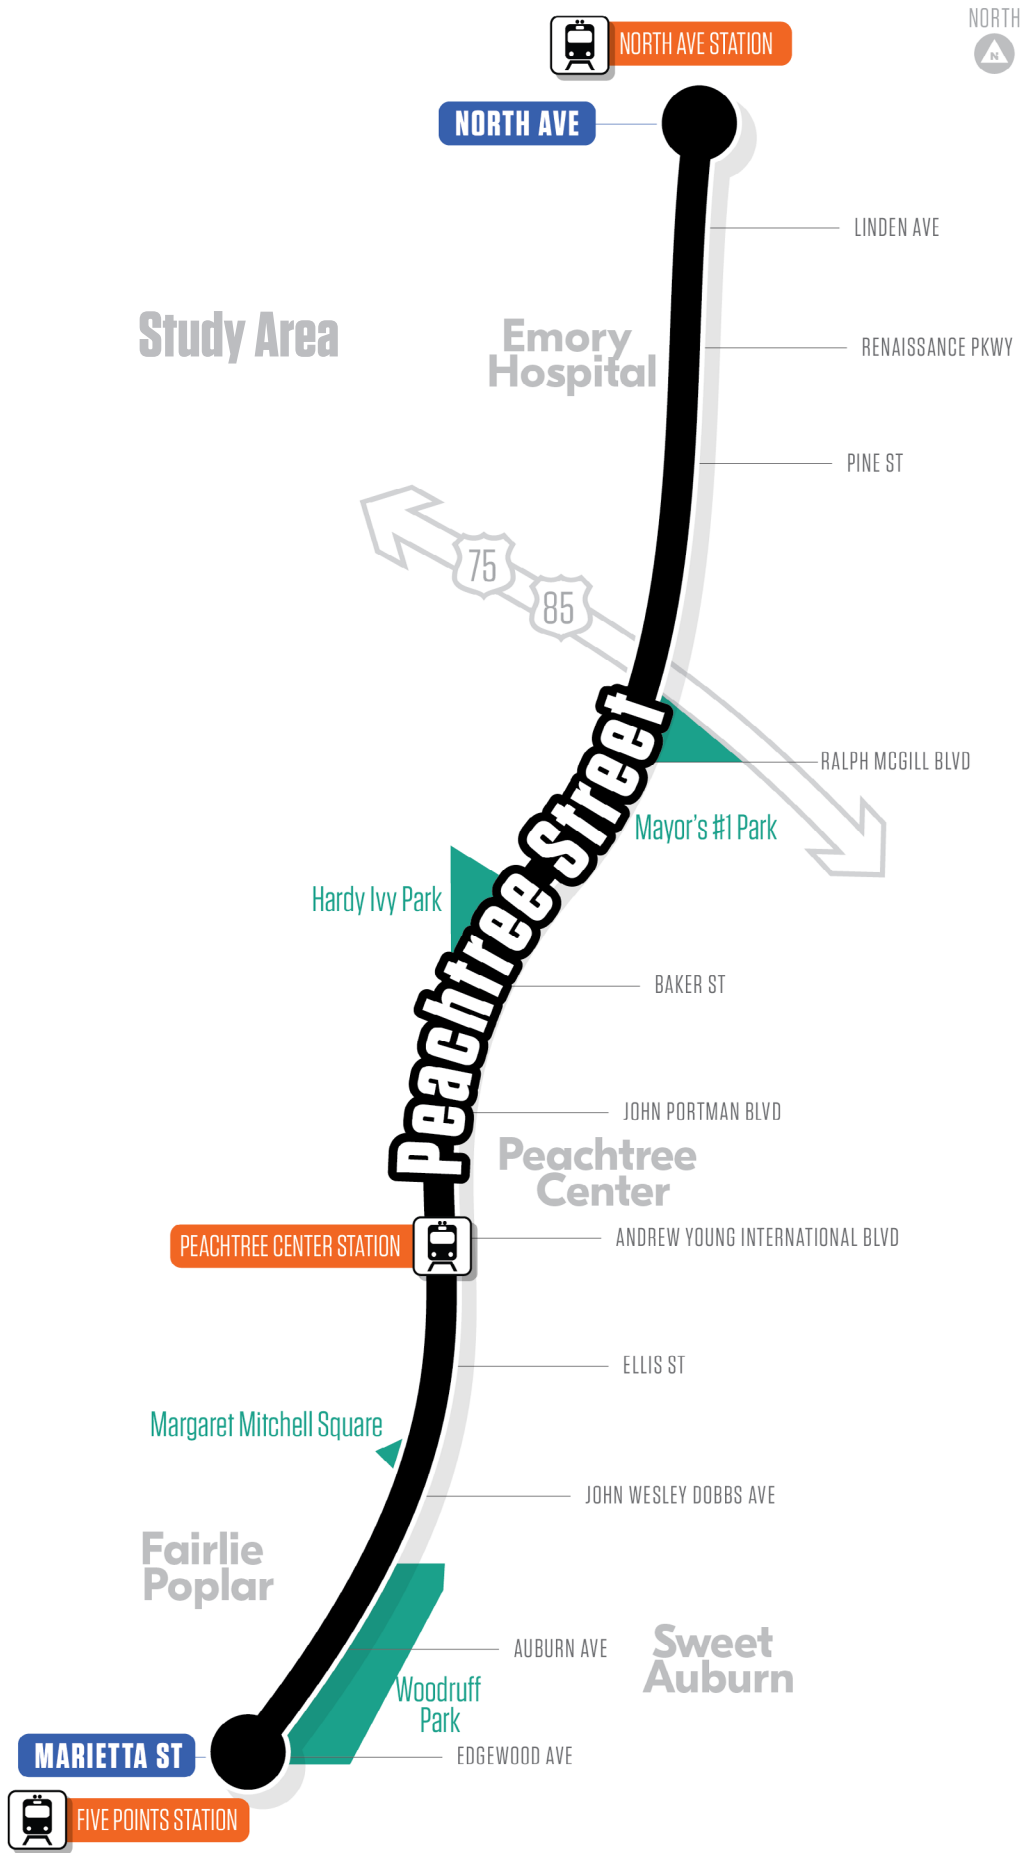 NORTH
N
NORTH AVE STATION
NORTH AVE
LINDEN AVE
Study Area
Emory
Hospital
RENAISSANCE PKWY
PINE ST
75
85
Peachtree Street
RALPH MCGILL BLVD
Mayor's #1 Park
Hardy Ivy Park
BAKER ST
JOHN PORTMAN BLVD
Peachtree
Center
PEACHTREE CENTER STATION
ANDREW YOUNG INTERNATIONAL BLVD
ELLIS ST
Margaret Mitchell Square
JOHN WESLEY DOBBS AVE
Fairlie
Poplar
AUBURN AVE
Sweet
Auburn
Woodruff
Park
MARIETTA ST
EDGEWOOD AVE
FIVE POINTS STATION